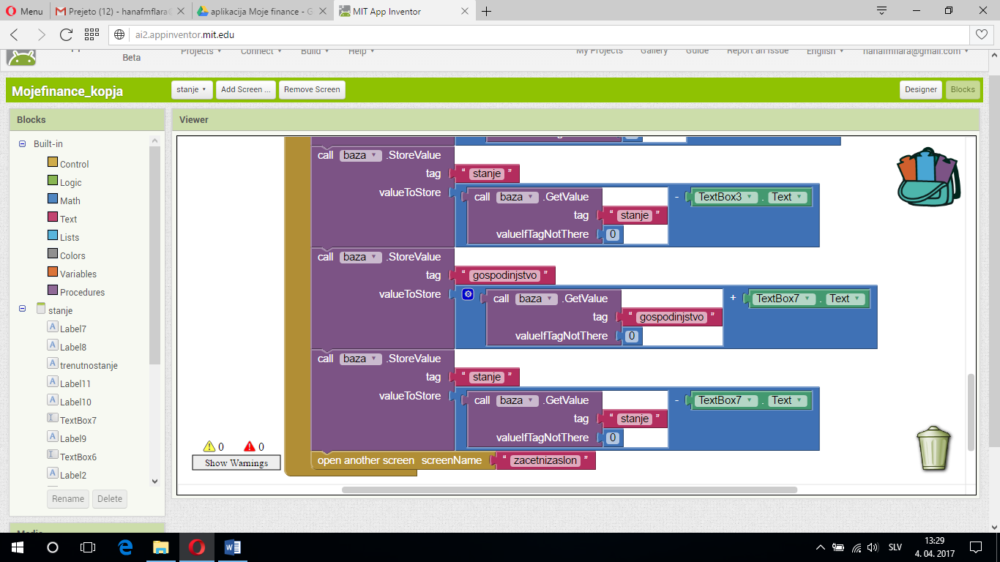 Menu
Prejeto (12) - hanafmflara@
aplikacija Moje finance - G
MIT App Inventor
ai2.appinventor.mit.edu
Beta
Projects
Connect
Build
Help
My Projects
Gallery
Guide
Report an Issue
English
hanafmflara@gmail.com
Mojefinance_kopja
stanje
Add Screen ...
Remove Screen
Designer
Blocks
Blocks
Viewer
Built-in
Control
Logic
Math
Text
Lists
Colors
Variables
Procedures
stanje
Label7
Label8
trenutnostanje
Label11
Label10
TextBox7
Label9
TextBox6
Label2
Rename
Delete
call baza .StoreValue
tag “ stanje ”
valueToStore call baza .GetValue - TextBox3 . Text
tag “ stanje ”
valueIfTagNotThere 0
call baza .StoreValue
tag “ gospodinjstvo ”
valueToStore call baza .GetValue + TextBox7 . Text
tag “ gospodinjstvo ”
valueIfTagNotThere 0
call baza .StoreValue
tag “ stanje ”
valueToStore call baza .GetValue - TextBox7 . Text
tag “ stanje ”
valueIfTagNotThere 0
open another screen screenName “ zacetnizaslon ”
0 0
Show Warnings
SLV
13:29
4. 04. 2017